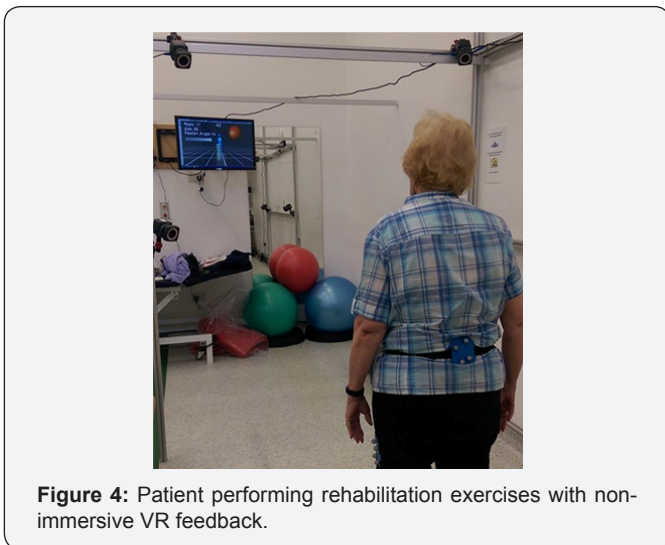 Figure 4: Patient performing rehabilitation exercises with non-
immersive VR feedback.